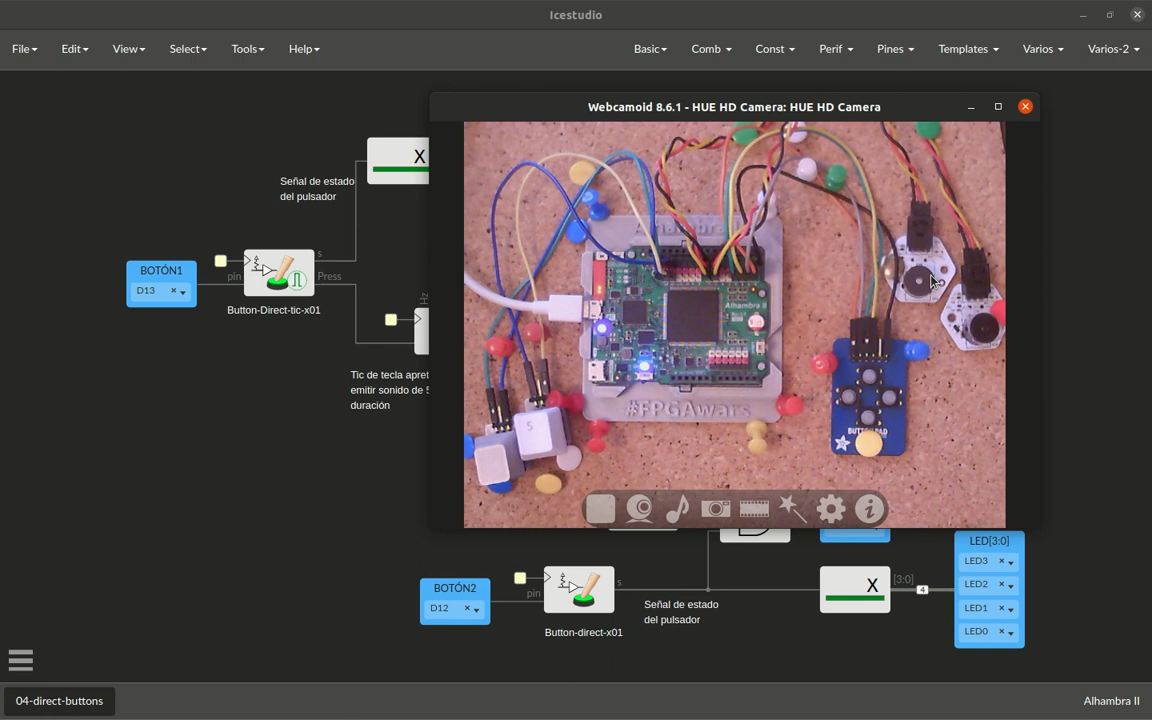 Icestudio
File Edit View Select Tools Help Basic Comb Const Perif Pines Templates Varios Varios-2
Webcamoid 8.6.1 - HUE HD Camera: HUE HD Camera
X
Señal de estado
del pulsador
BOTÓN1
D13
pin
s
Press
Button-Direct-tic-x01
Hz
Tic de tecla apret
emitir sonido de 5
duración
Alhambra II
#FPGAwars
S
BUTTON PAD
BOTÓN2
D12
pin
s
Button-direct-x01
Señal de estado
del pulsador
X
[3:0]
4
LED[3:0]
LED3
LED2
LED1
LED0
04-direct-buttons
Alhambra II